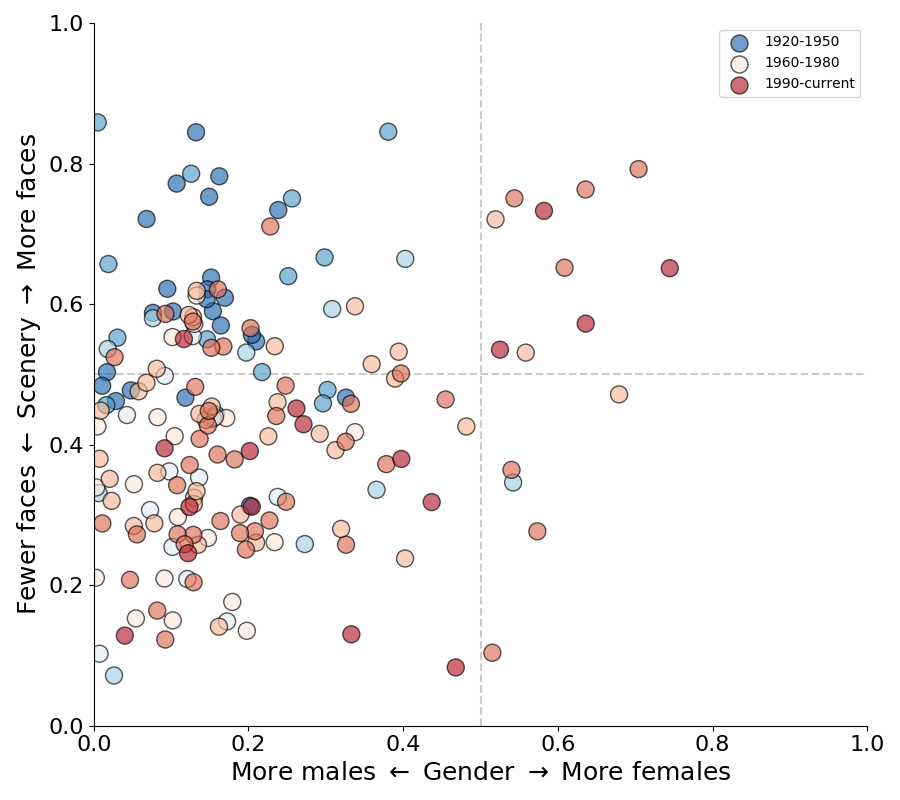 1.0
0.8
0.6
0.4
0.2
0.0
Fewer faces ← Scenery → More faces
1920-1950
1960-1980
1990-current
0.0 0.2 0.4 0.6 0.8 1.0
More males ← Gender → More females